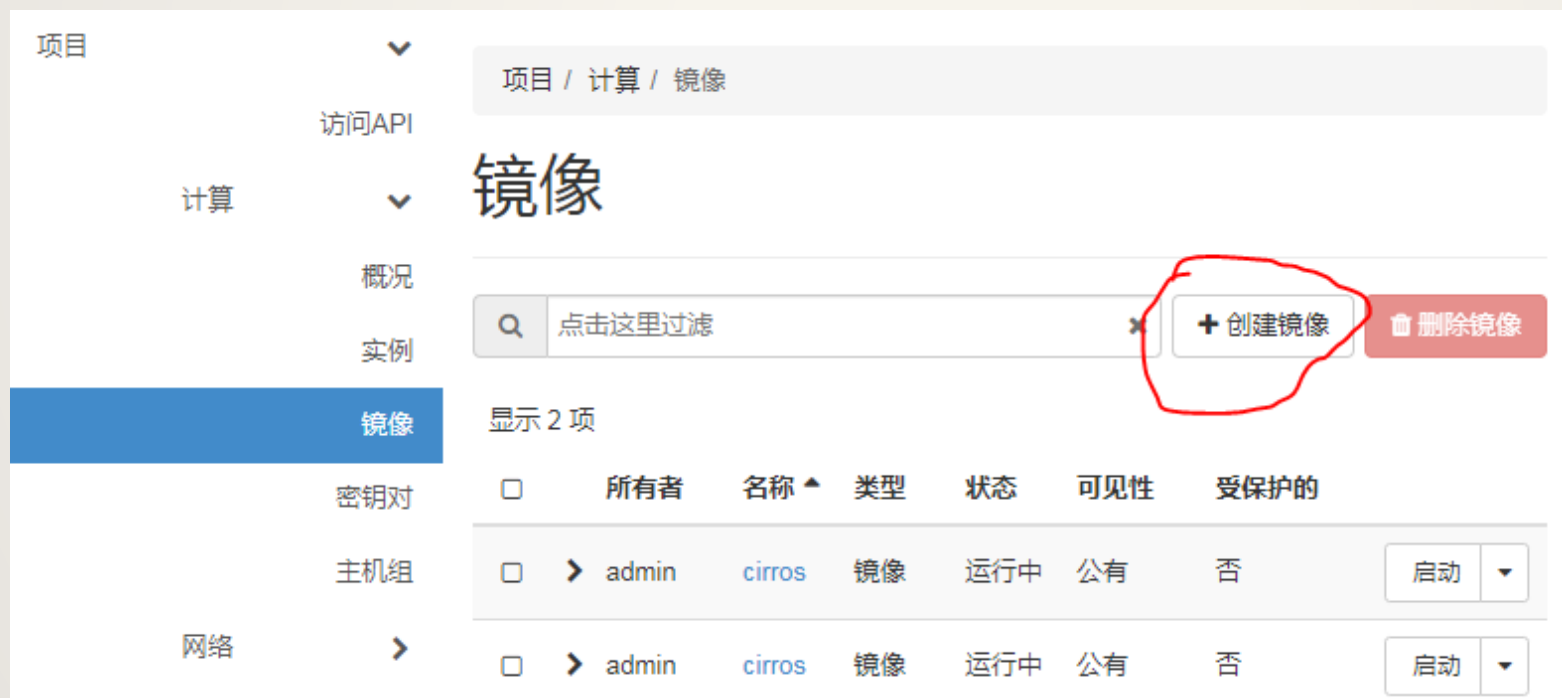 项目
访问API
计算
概况
实例
镜像
密钥对
主机组
网络
项目 / 计算 / 镜像
镜像
点击这里过滤
创建镜像
删除镜像
显示 2 项
所有者 名称 类型 状态 可见性 受保护的
admin cirros 镜像 运行中 公有 否 启动
admin cirros 镜像 运行中 公有 否 启动